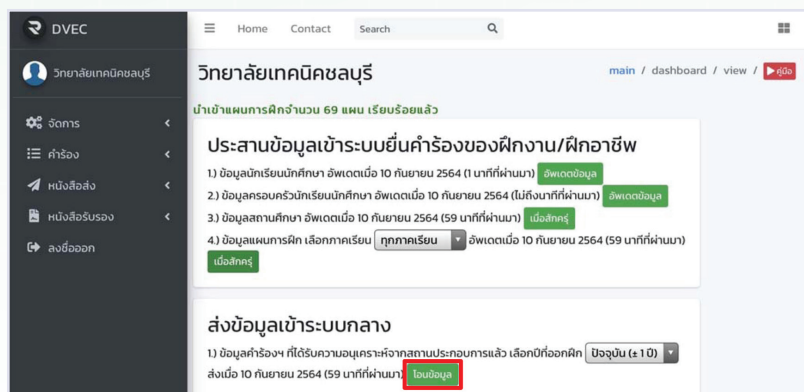 DVEC
Home Contact Search
วิทยาลัยเทคนิคชลบุรี
จัดการ
คำร้อง
หนังสือส่ง
หนังสือรับรอง
ลงชื่อออก
วิทยาลัยเทคนิคชลบุรี
main / dashboard / view / คู่มือ
นำเข้าแผนการฝึกจำนวน 69 แผน เรียบร้อยแล้ว
ประสานข้อมูลเข้าระบบยื่นคำร้องของฝึกงาน/ฝึกอาชีพ
1.) ข้อมูลนักเรียนนักศึกษา อัพเดตเมื่อ 10 กันยายน 2564 (1 นาทีที่ผ่านมา) อัพเดตข้อมูล
2.) ข้อมูลครอบครัวนักเรียนนักศึกษา อัพเดตเมื่อ 10 กันยายน 2564 (ไม่ถึงนาทีที่ผ่านมา) อัพเดตข้อมูล
3.) ข้อมูลสถานศึกษา อัพเดตเมื่อ 10 กันยายน 2564 (59 นาทีที่ผ่านมา) เมื่อสักครู่
4.) ข้อมูลแผนการฝึก เลือกภาคเรียน ทุกภาคเรียน อัพเดตเมื่อ 10 กันยายน 2564 (59 นาทีที่ผ่านมา)
เมื่อสักครู่
ส่งข้อมูลเข้าระบบกลาง
1.) ข้อมูลคำร้องฯ ที่ได้รับความอนุเคราะห์จากสถานประกอบการแล้ว เลือกปีที่ออกฝึก ปัจจุบัน (± 1 ปี)
ส่งเมื่อ 10 กันยายน 2564 (59 นาทีที่ผ่านมา) โอนข้อมูล